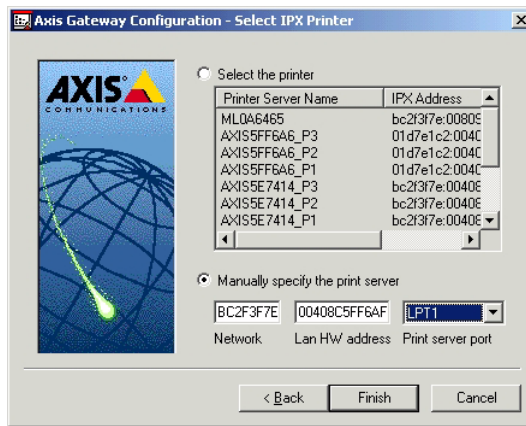 Axis Gateway Configuration - Select IPX Printer
AXIS
COMMUNICATIONS
Select the printer
Printer Server Name IPX Address
ML0A6465 bc2f3f7e:00809
AXIS5FF6A6_P3 01d7e1c2:0040
AXIS5FF6A6_P2 01d7e1c2:0040
AXIS5FF6A6_P1 01d7e1c2:0040
AXIS5E7414_P3 bc2f3f7e:00408
AXIS5E7414_P2 bc2f3f7e:00408
AXIS5E7414_P1 bc2f3f7e:00408
Manually specify the print server
BC2F3F7E 00408C5FF6AF LPT1
Network Lan HW address Print server port
< Back Finish Cancel